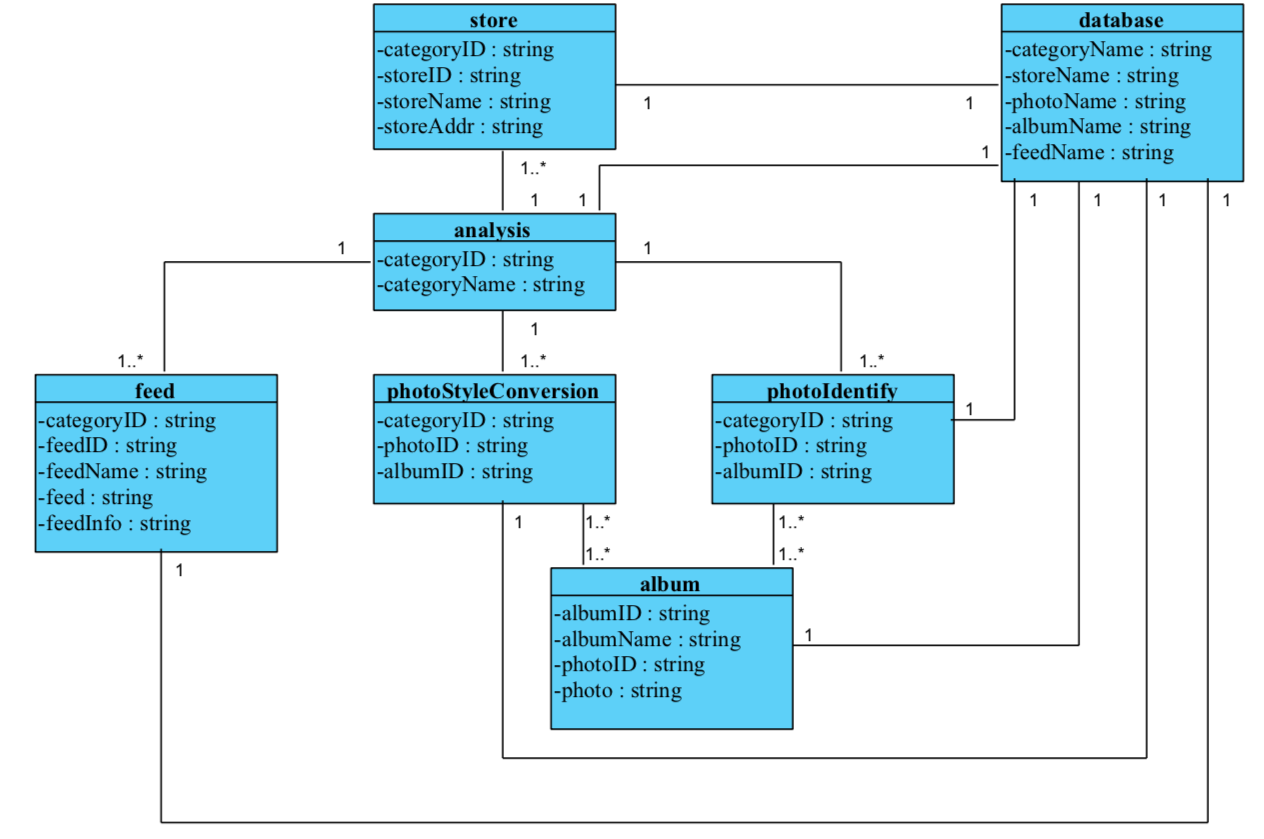 store
-categoryID : string
-storeID : string
-storeName : string
-storeAddr : string
database
-categoryName : string
-storeName : string
-photoName : string
-albumName : string
-feedName : string
1
1
1..*
1
1
1
1
1
1
1
analysis
-categoryID : string
-categoryName : string
1
1
1
1..*
1..*
1..*
feed
-categoryID : string
-feedID : string
-feedName : string
-feed : string
-feedInfo : string
photoStyleConversion
-categoryID : string
-photoID : string
-albumID : string
photoIdentify
-categoryID : string
-photoID : string
-albumID : string
1
1
1..*
1..*
1..*
1..*
1
album
-albumID : string
-albumName : string
-photoID : string
-photo : string
1